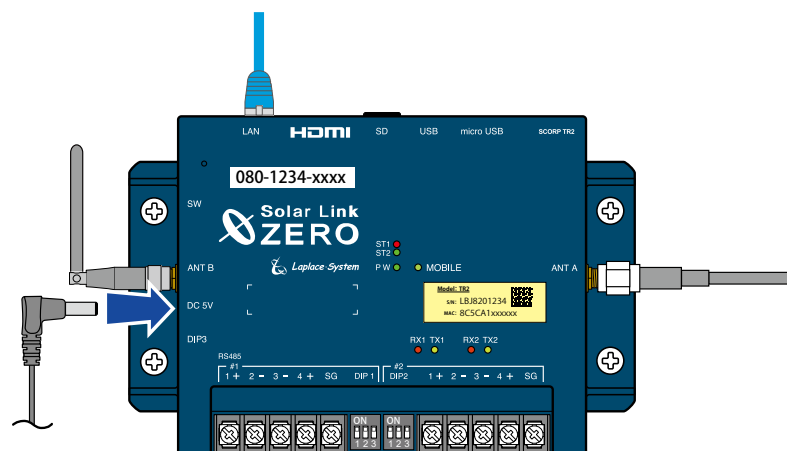 LAN HDMI SD USB micro USB SCORP TR2
080-1234-xxxx
SW
Solar Link
ZERO
ST1
ST2
ANT B Laplace System PW MOBILE ANT A
Model: TR2
S/N: LBJ8201234
MAC: 8C5CA1xxxxxx
DC 5V
DIP3
RX1 TX1 RX2 TX2
RS485
#1 #2
1 + 2 − 3 − 4 + SG DIP 1 DIP2 1 + 2 − 3 − 4 + SG
ON ON
1 2 3 1 2 3